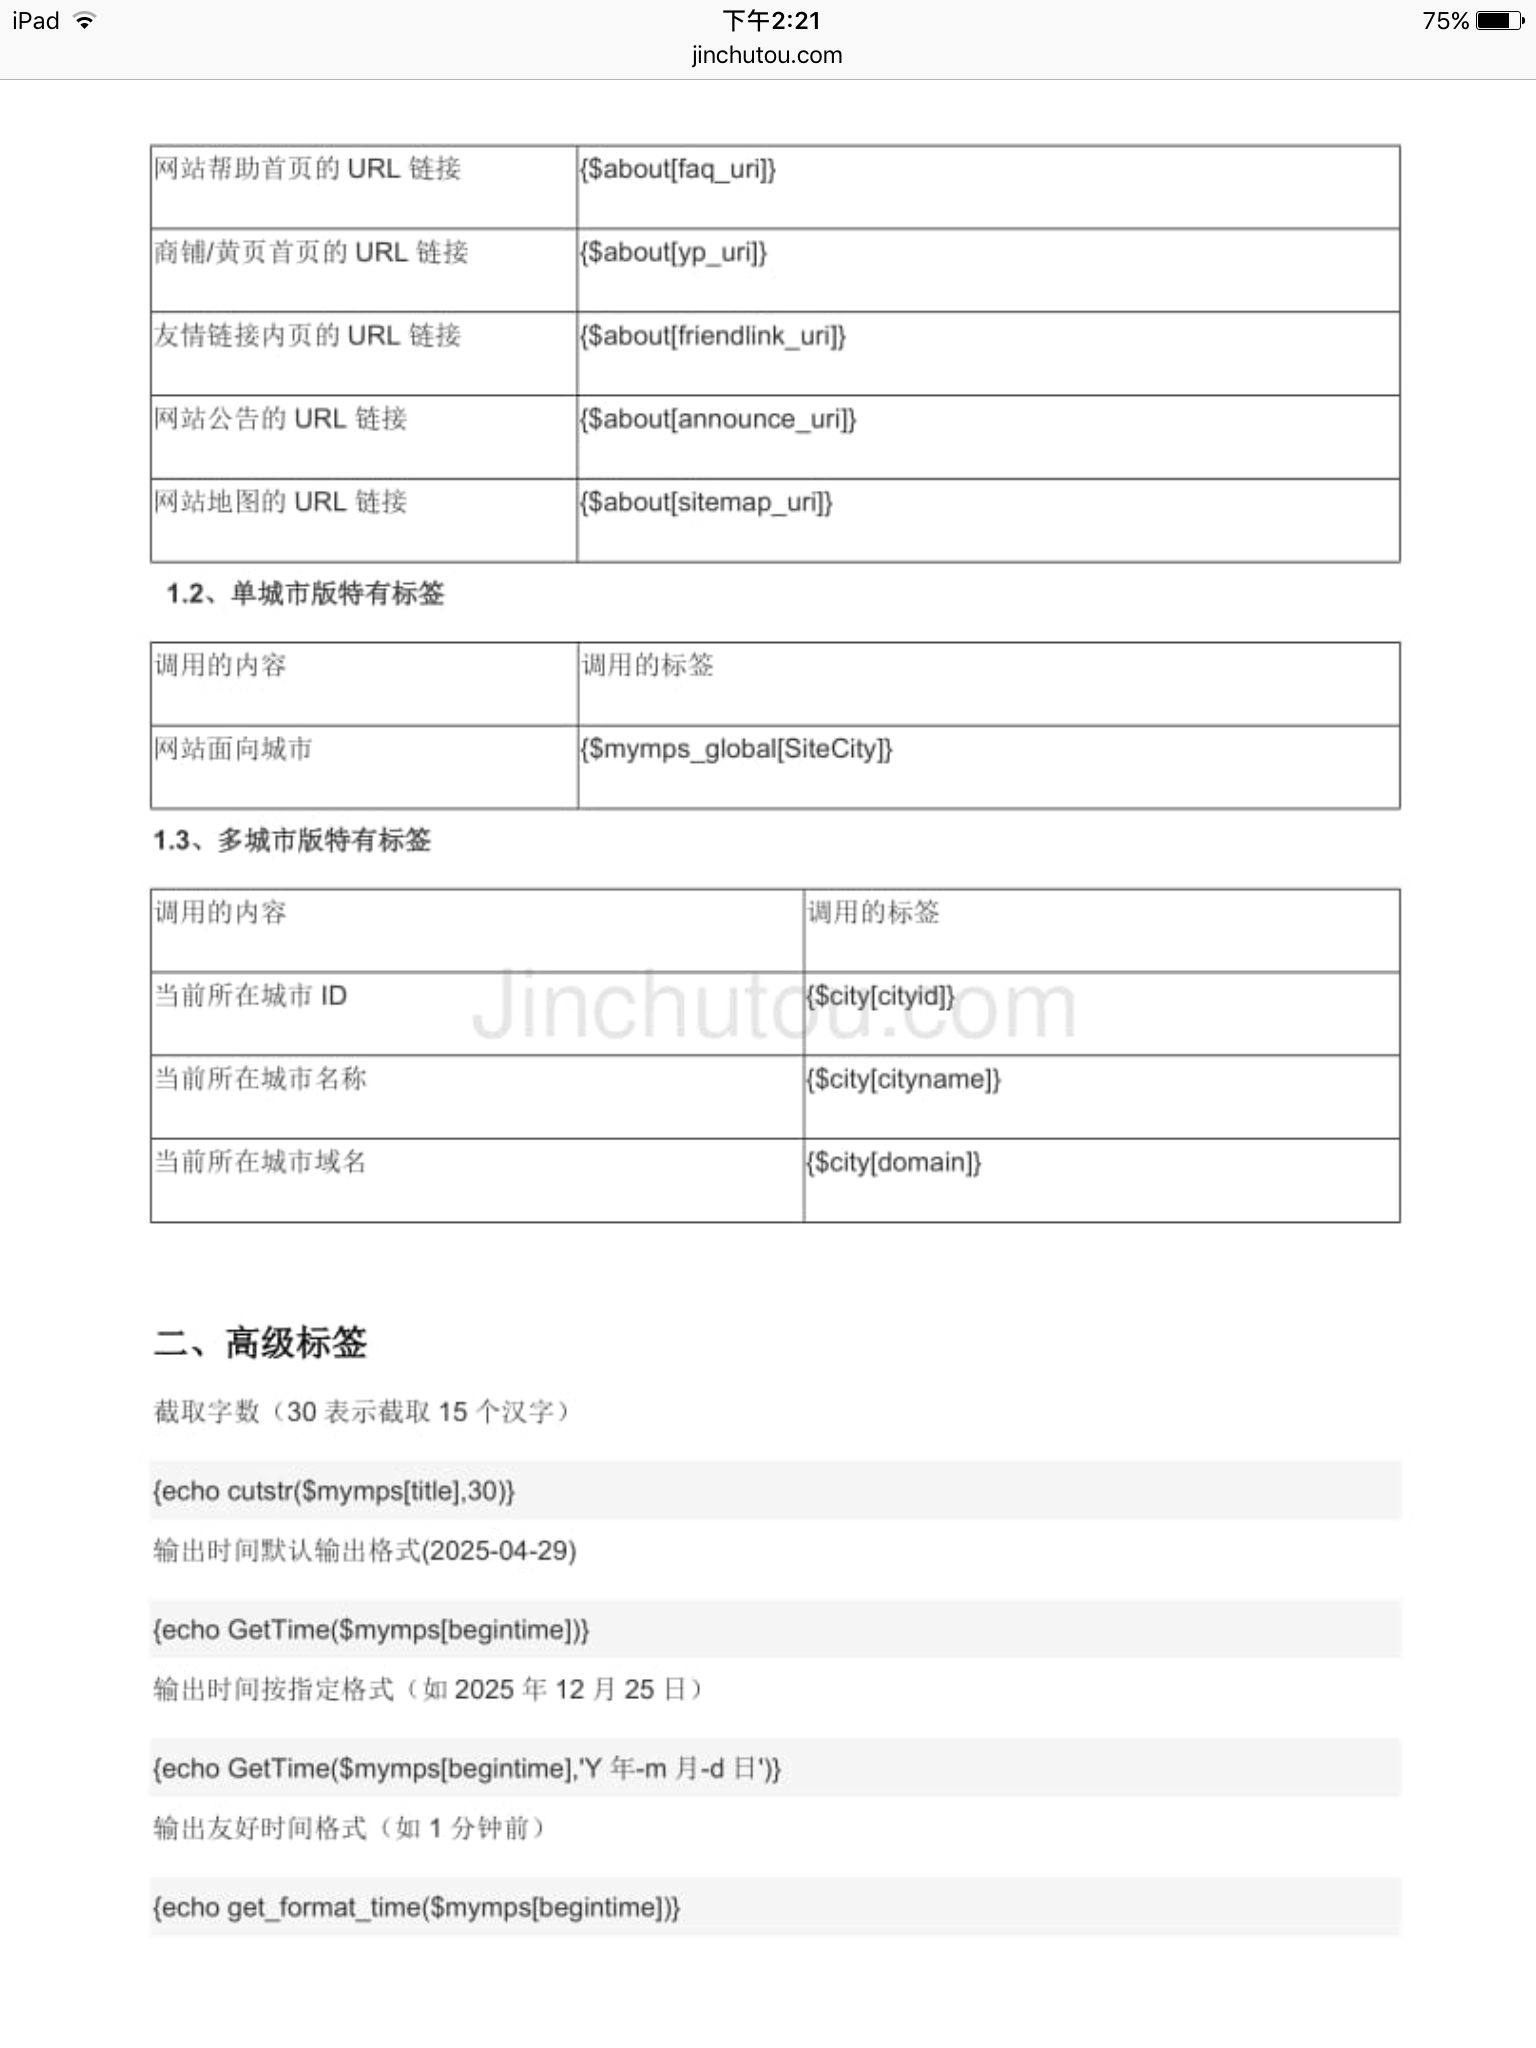 iPad 下午2:21 75%
jinchutou.com
网站帮助首页的 URL 链接 {$about[faq_uri]}
商铺/黄页首页的 URL 链接 {$about[yp_uri]}
友情链接内页的 URL 链接 {$about[friendlink_uri]}
网站公告的 URL 链接 {$about[announce_uri]}
网站地图的 URL 链接 {$about[sitemap_uri]}
1.2、单城市版特有标签
调用的内容 调用的标签
网站面向城市 {$mymps_global[SiteCity]}
1.3、多城市版特有标签
调用的内容 调用的标签
当前所在城市 ID {$city[cityid]}
Jinchutou.com
当前所在城市名称 {$city[cityname]}
当前所在城市域名 {$city[domain]}
二、高级标签
截取字数（30 表示截取 15 个汉字）
{echo cutstr($mymps[title],30)}
输出时间默认输出格式(2025-04-29)
{echo GetTime($mymps[begintime])}
输出时间按指定格式（如 2025 年 12 月 25 日）
{echo GetTime($mymps[begintime],'Y 年-m 月-d 日')}
输出友好时间格式（如 1 分钟前）
{echo get_format_time($mymps[begintime])}